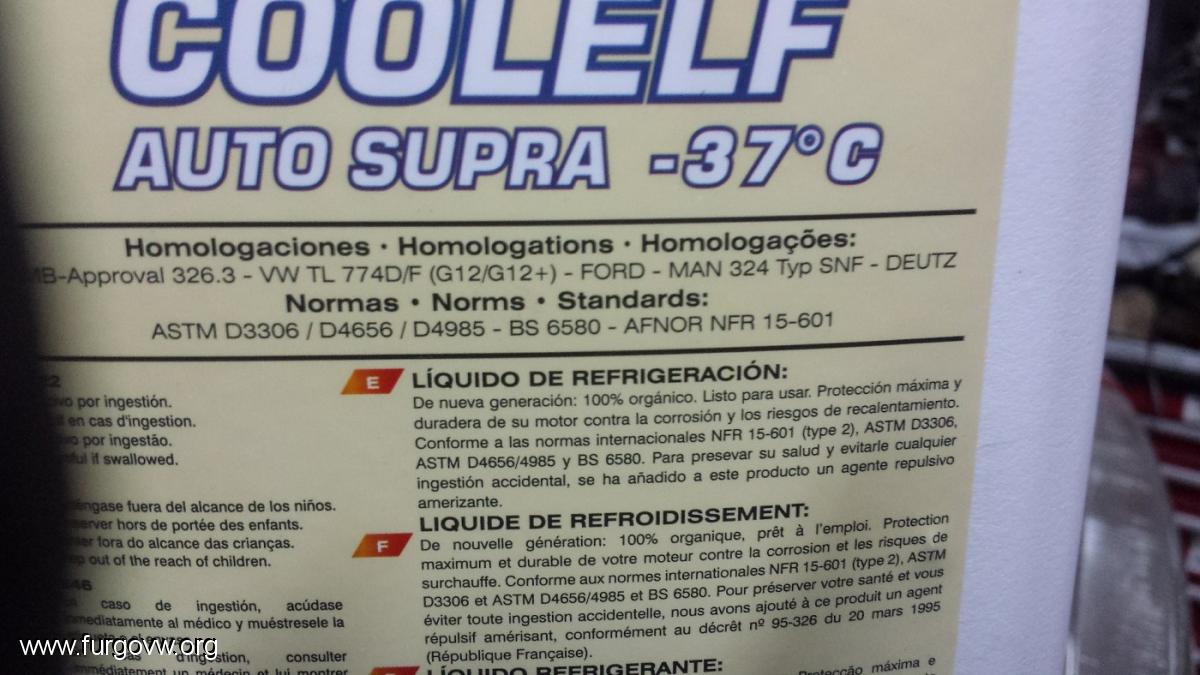 COOLELF
AUTO SUPRA -37°C
Homologaciones · Homologations · Homologações:
MB-Approval 326.3 - VW TL 774D/F (G12/G12+) - FORD - MAN 324 Typ SNF - DEUTZ
Normas · Norms · Standards:
ASTM D3306 / D4656 / D4985 - BS 6580 - AFNOR NFR 15-601
por ingestión.
en cas d'ingestion.
por ingestão.
if swallowed.
fuera del alcance de los niños.
hors de portée des enfants.
fora do alcance das crianças.
out of the reach of children.
caso de ingestión, acúdase
al médico y muéstresele la
d'ingestion, consulter
un médecin et lui montrer
E LÍQUIDO DE REFRIGERACIÓN:
De nueva generación: 100% orgánico. Listo para usar. Protección máxima y
duradera de su motor contra la corrosión y los riesgos de recalentamiento.
Conforme a las normas internacionales NFR 15-601 (type 2), ASTM D3306,
ASTM D4656/4985 y BS 6580. Para presevar su salud y evitarle cualquier
ingestión accidental, se ha añadido a este producto un agente repulsivo
amerizante.
F LIQUIDE DE REFROIDISSEMENT:
De nouvelle génération: 100% organique, prêt à l'emploi. Protection
maximum et durable de votre moteur contre la corrosion et les risques de
surchauffe. Conforme aux normes internationales NFR 15-601 (type 2), ASTM
D3306 et ASTM D4656/4985 et BS 6580. Pour préserver votre santé et vous
éviter toute ingestion accidentelle, nous avons ajouté à ce produit un agent
répulsif amérisant, conformément au décrêt nº 95-326 du 20 mars 1995
(République Française).
LÍQUIDO REFRIGERANTE:
Protecção máxima e
www.furgovw.org